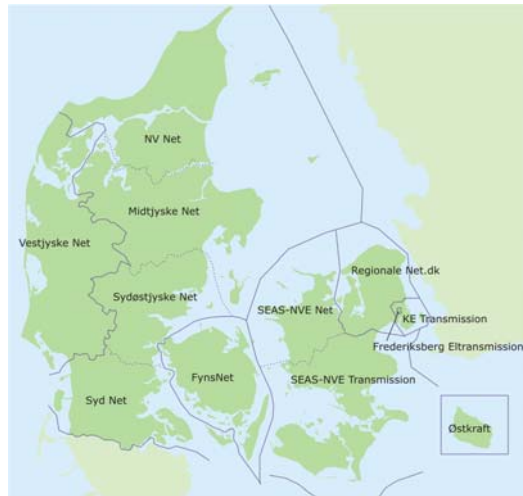 NV Net
Midtjyske Net
Vestjyske Net
Regionale Net.dk
Sydøstjyske Net
SEAS-NVE Net
KE Transmission
Frederiksberg Eltransmission
FynsNet
SEAS-NVE Transmission
Syd Net
Østkraft